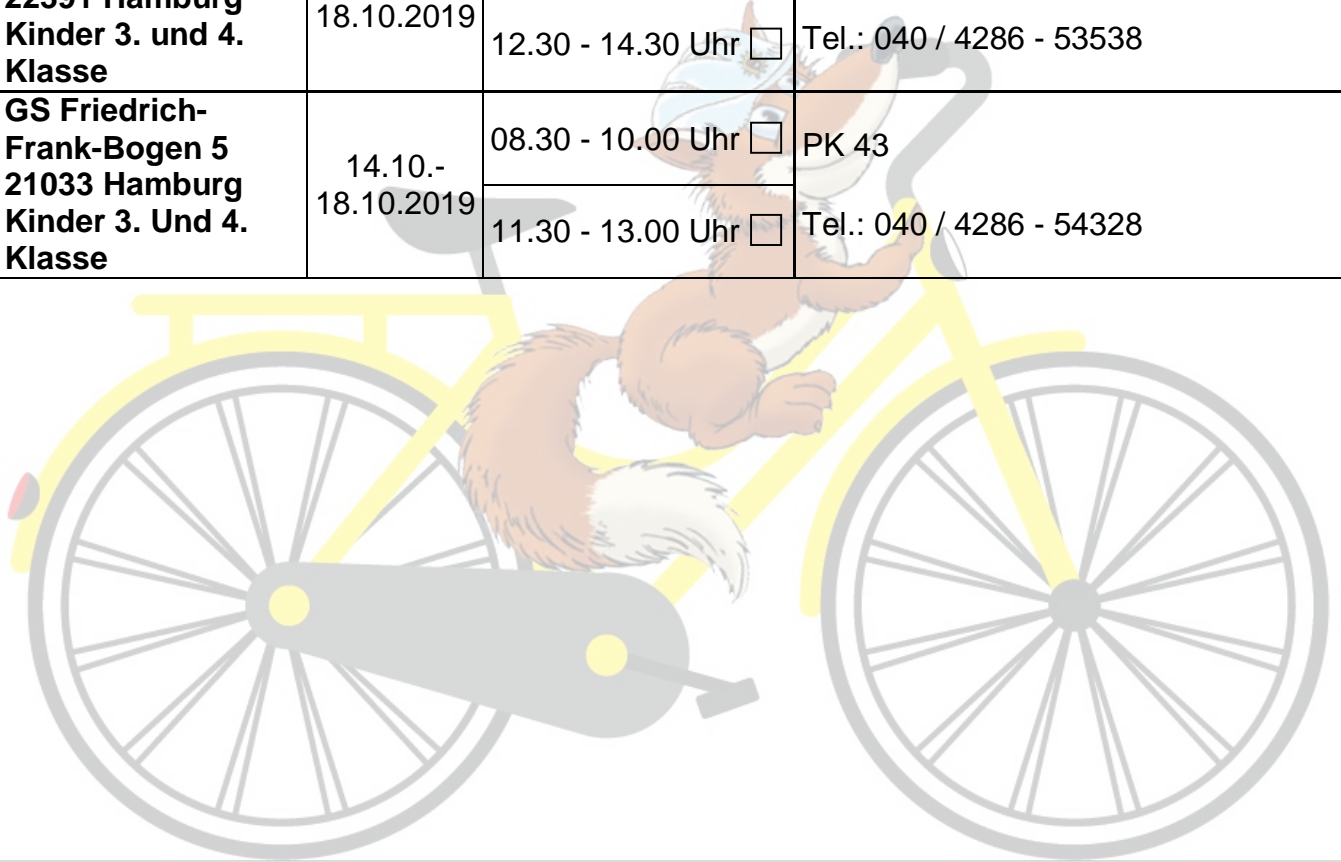 22391 Hamburg
Kinder 3. und 4.
Klasse
18.10.2019
12.30 - 14.30 Uhr ☐
Tel.: 040 / 4286 - 53538
GS Friedrich-
Frank-Bogen 5
21033 Hamburg
Kinder 3. Und 4.
Klasse
14.10.-
18.10.2019
08.30 - 10.00 Uhr ☐
11.30 - 13.00 Uhr ☐
PK 43
Tel.: 040 / 4286 - 54328